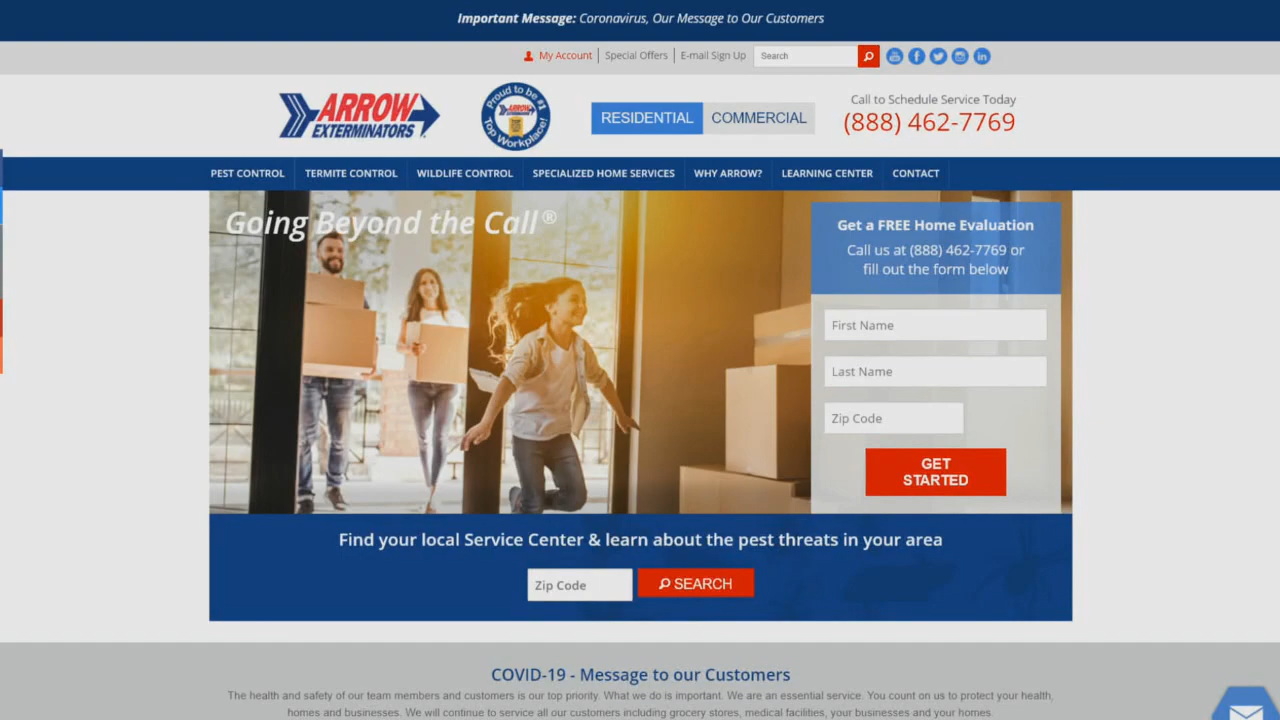 Important Message: Coronavirus, Our Message to Our Customers
My Account
Special Offers
E-mail Sign Up
Search
ARROW
EXTERMINATORS
Proud to be #1
ARROW
Top Workplace!
RESIDENTIAL
COMMERCIAL
Call to Schedule Service Today
(888) 462-7769
PEST CONTROL
TERMITE CONTROL
WILDLIFE CONTROL
SPECIALIZED HOME SERVICES
WHY ARROW?
LEARNING CENTER
CONTACT
Going Beyond the Call®
Get a FREE Home Evaluation
Call us at (888) 462-7769 or
fill out the form below
First Name
Last Name
Zip Code
GET
STARTED
Find your local Service Center & learn about the pest threats in your area
Zip Code
SEARCH
COVID-19 - Message to our Customers
The health and safety of our team members and customers is our top priority. What we do is important. We are an essential service. You count on us to protect your health,
homes and businesses. We will continue to service all our customers including grocery stores, medical facilities, your businesses and your homes.